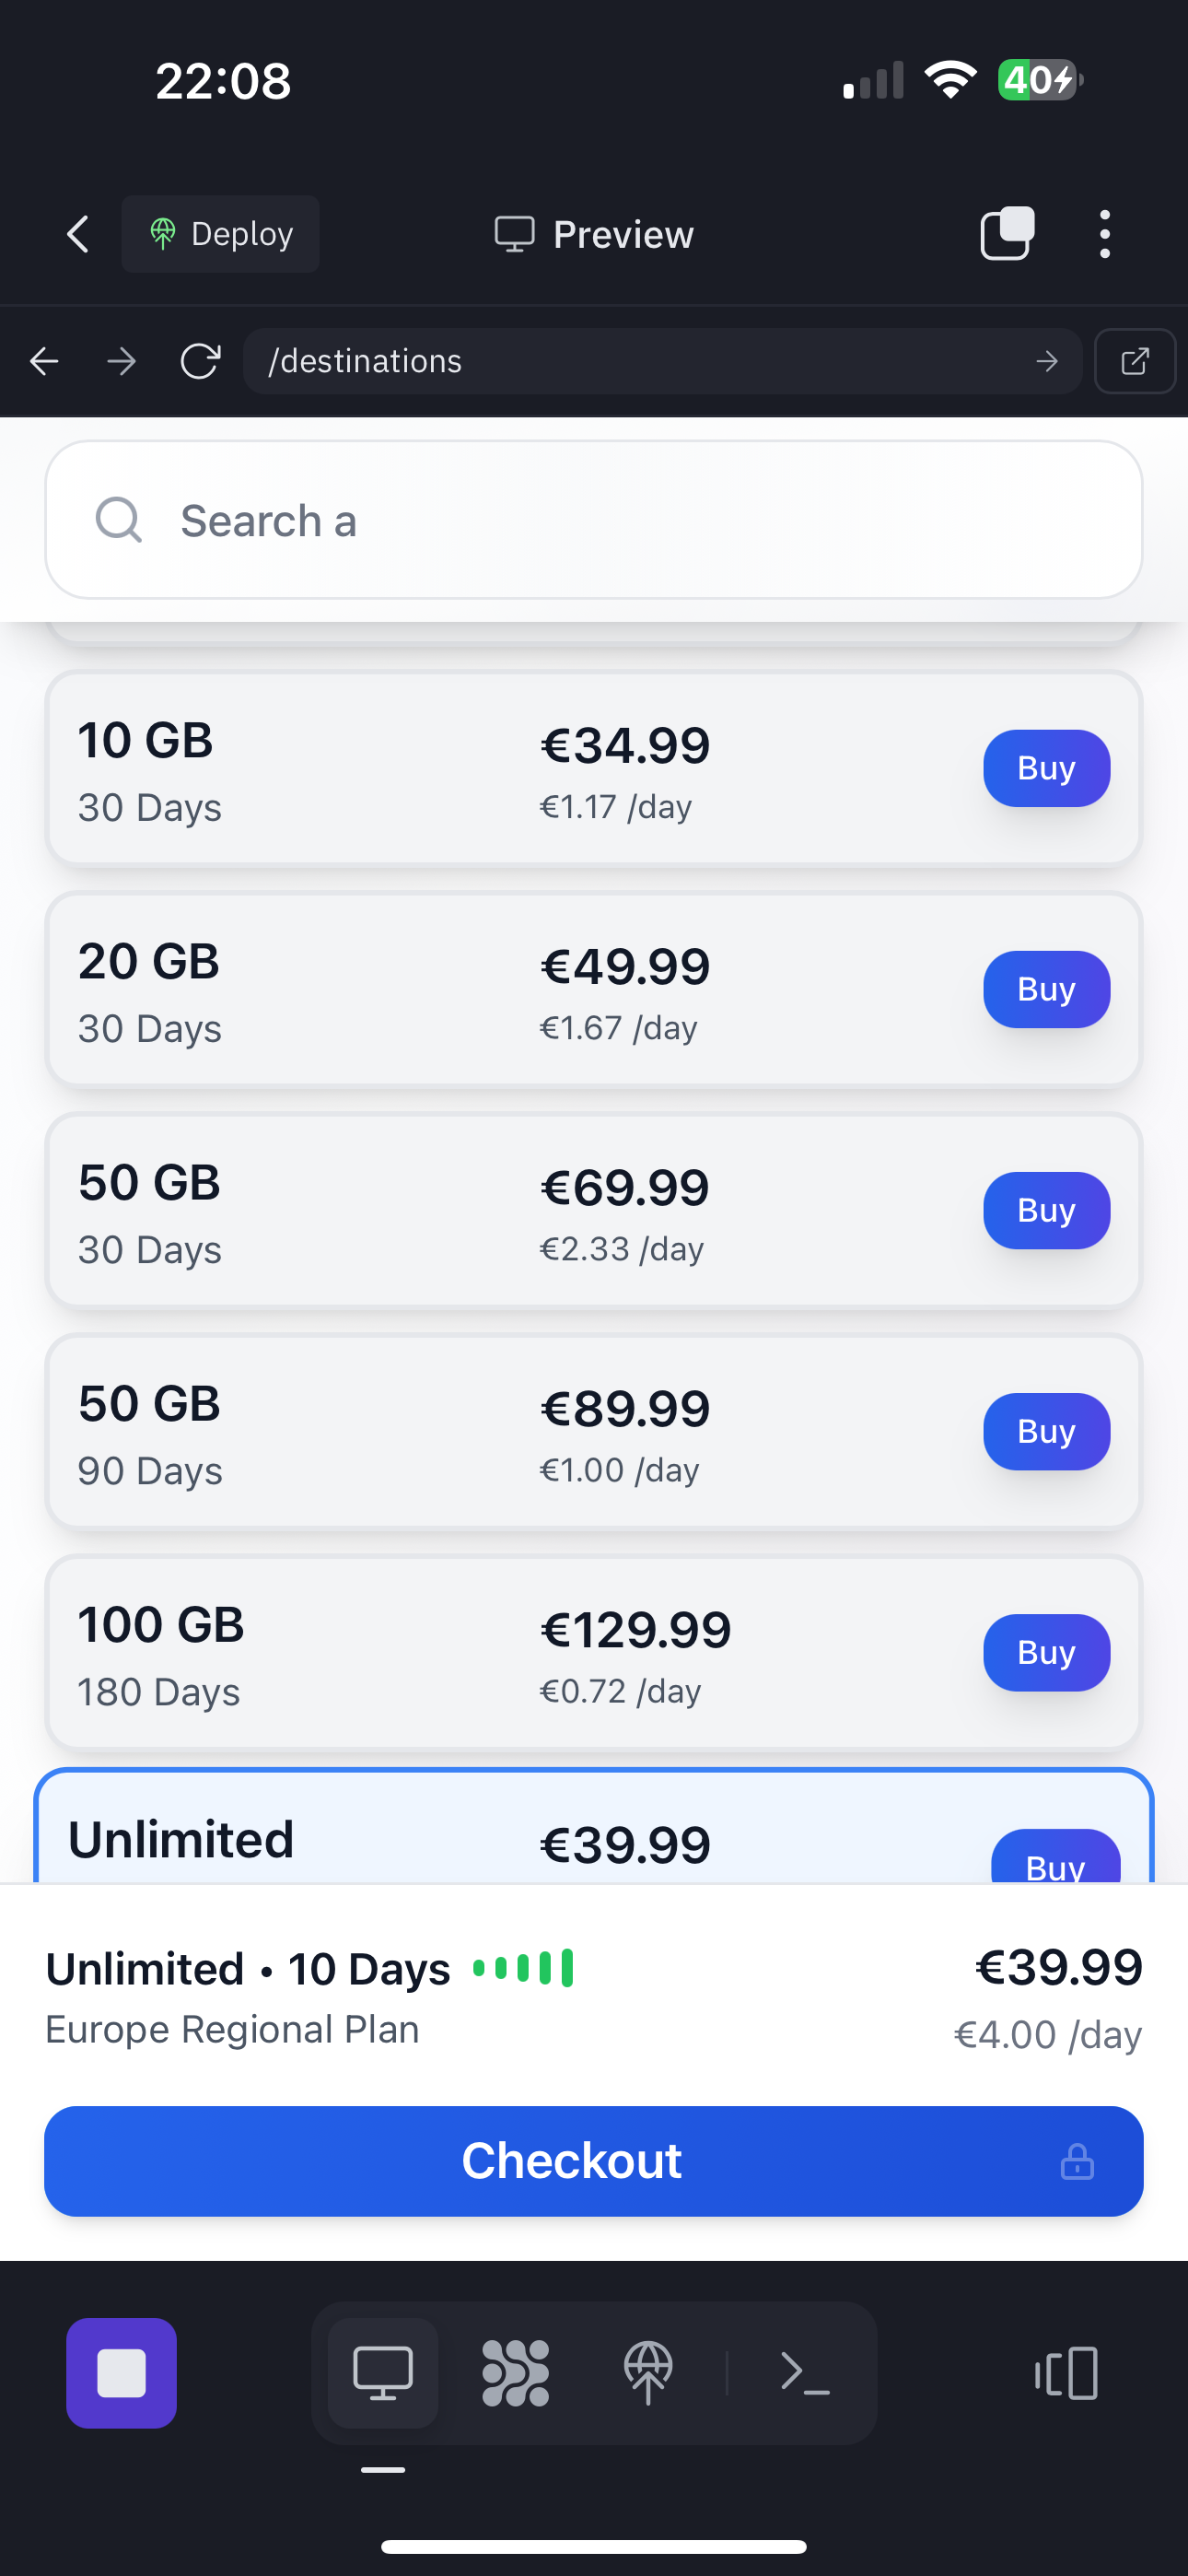 22:08
40
Deploy
Preview
/destinations
Search a
10 GB
€34.99
30 Days
€1.17 /day
Buy
20 GB
€49.99
30 Days
€1.67 /day
Buy
50 GB
€69.99
30 Days
€2.33 /day
Buy
50 GB
€89.99
90 Days
€1.00 /day
Buy
100 GB
€129.99
180 Days
€0.72 /day
Buy
Unlimited
€39.99
Buy
Unlimited • 10 Days
€39.99
Europe Regional Plan
€4.00 /day
Checkout